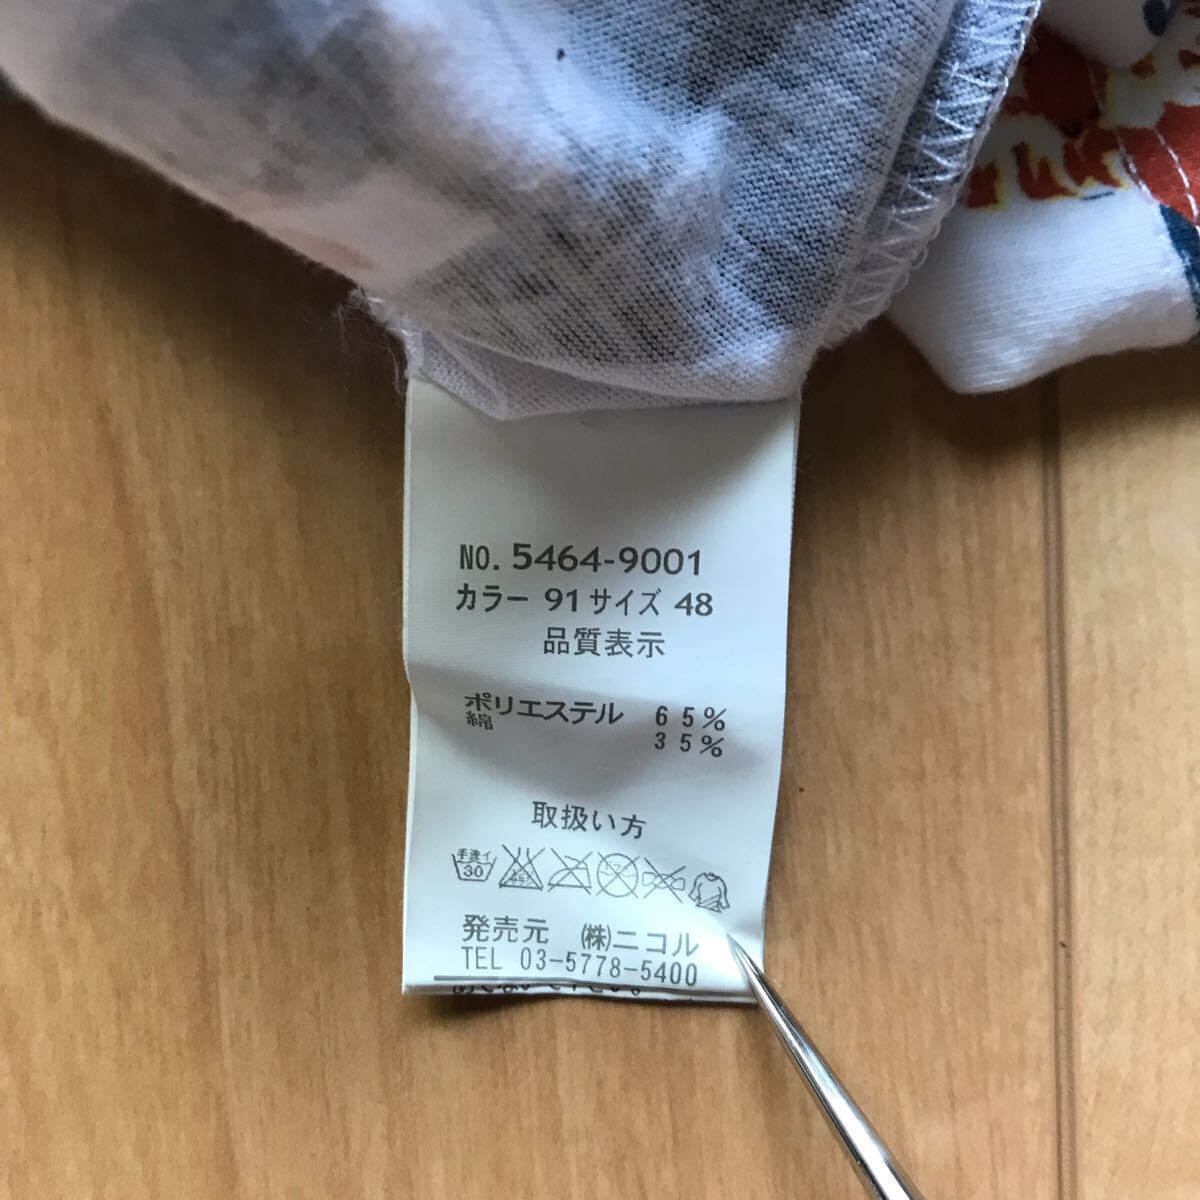 NO. 5464-9001
カラー 91 サイズ 48
品質表示
ポリエステル 65%
綿 35%
取扱い方
手洗イ
30
発売元 (株)ニコル
TEL 03-5778-5400